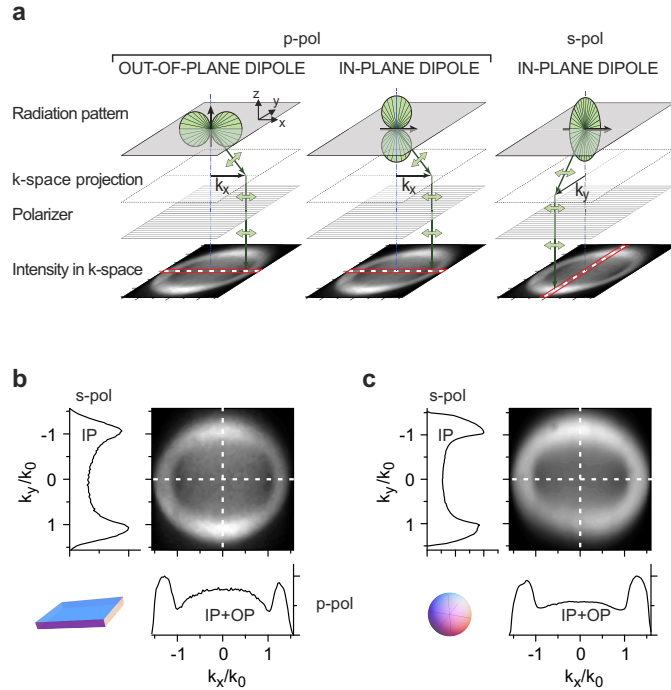 a
p-pol
s-pol
OUT-OF-PLANE DIPOLE
IN-PLANE DIPOLE
IN-PLANE DIPOLE
Radiation pattern
z
y
x
k-space projection
kx
kx
ky
Polarizer
Intensity in k-space
b
s-pol
IP
-1
0
1
ky/k0
IP+OP
p-pol
-1
0
1
kx/k0
c
s-pol
IP
-1
0
1
ky/k0
IP+OP
-1
0
1
kx/k0